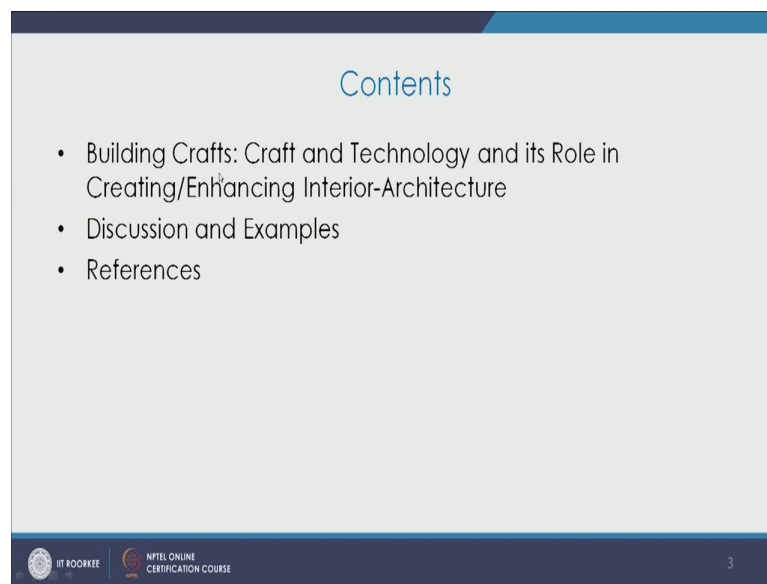 Contents
• Building Crafts: Craft and Technology and its Role in
Creating/Enhancing Interior-Architecture
• Discussion and Examples
• References
IIT ROORKEE
NPTEL ONLINE
CERTIFICATION COURSE
3